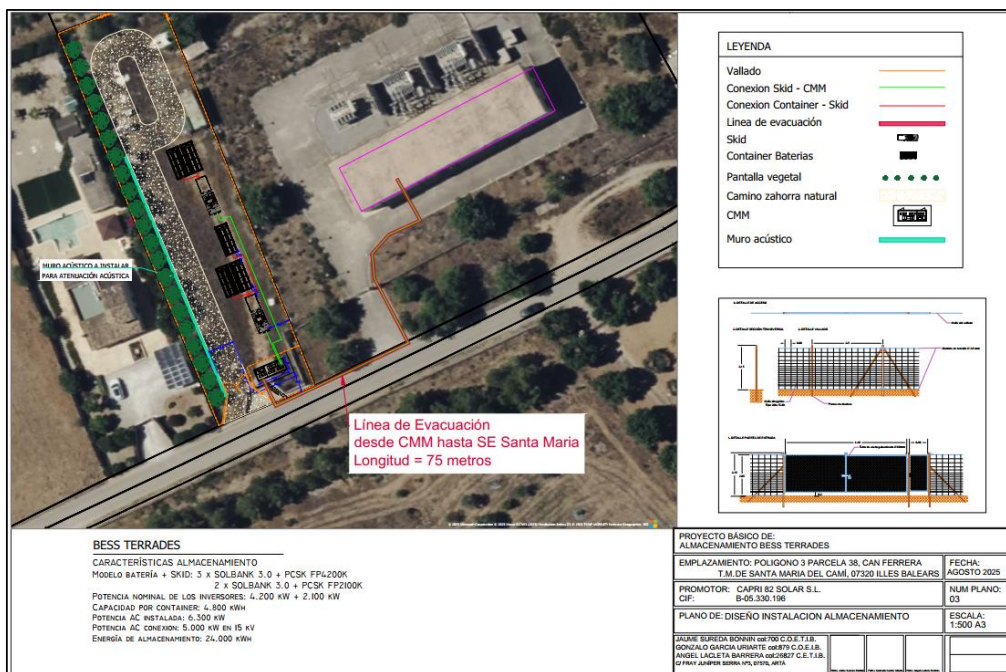 LEYENDA
Vallado
Conexion Skid - CMM
Conexion Container - Skid
Linea de evacuación
Skid
Container Baterias
Pantalla vegetal
Camino zahorra natural
CMM
Muro acústico
MURO ACÚSTICO A INSTALAR
PARA ATENUACIÓN ACÚSTICA
Línea de Evacuación
desde CMM hasta SE Santa Maria
Longitud = 75 metros
BESS TERRADES
CARACTERÍSTICAS ALMACENAMIENTO
MODELO BATERÍA + SKID: 3 x SOLBANK 3.0 + PCSK FP4200K
2 x SOLBANK 3.0 + PCSK FP2100K
POTENCIA NOMINAL DE LOS INVERSORES: 4.200 KW + 2.100 KW
CAPACIDAD POR CONTAINER: 4.800 KWH
POTENCIA AC INSTALADA: 6.300 KW
POTENCIA AC CONEXION: 5.000 KW EN 15 KV
ENERGÍA DE ALMACENAMIENTO: 24.000 KWH
PROYECTO BÁSICO DE:
ALMACENAMIENTO BESS TERRADES
EMPLAZAMIENTO: POLIGONO 3 PARCELA 38, CAN FERRERA
T.M. DE SANTA MARIA DEL CAMÍ, 07320 ILLES BALEARS
FECHA:
AGOSTO 2025
PROMOTOR: CAPRI 82 SOLAR S.L.
CIF: B-05.330.196
NUM PLANO:
03
PLANO DE: DISEÑO INSTALACION ALMACENAMIENTO
ESCALA:
1:500 A3
JAUME SUREDA BONNIN col:700 C.O.E.T.I.B.
GONZALO GARCIA URIARTE col:879 C.O.E.I.B.
ANGEL LACLETA BARRERA col:26827 C.E.T.I.B.
C/ FRAY JUNÍPER SERRA Nº3, 07570, ARTÀ